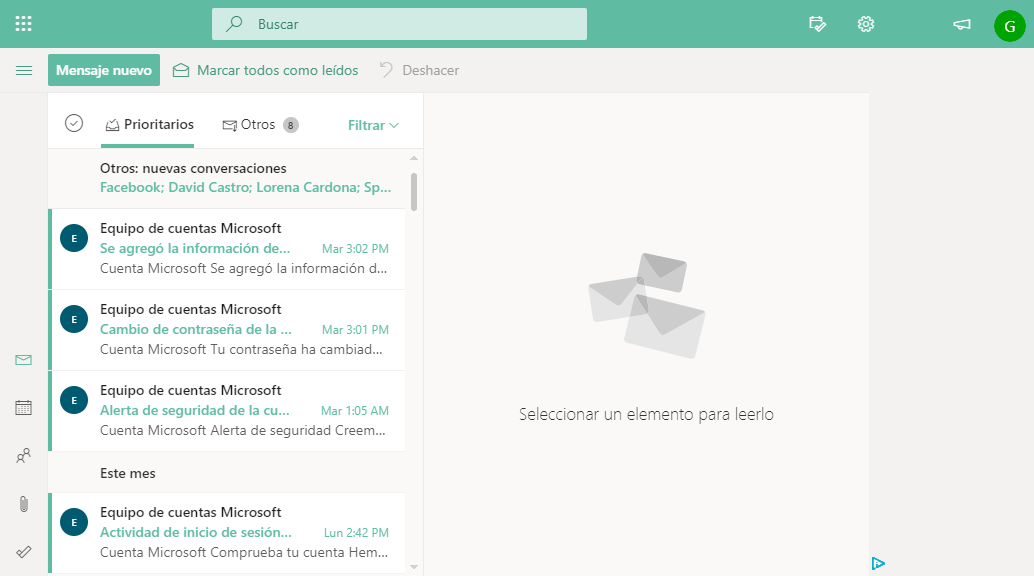 Buscar
G
Mensaje nuevo
Marcar todos como leídos
Deshacer
Prioritarios
Otros 8
Filtrar
Otros: nuevas conversaciones
Facebook; David Castro; Lorena Cardona; Sp...
E
Equipo de cuentas Microsoft
Se agregó la información de... Mar 3:02 PM
Cuenta Microsoft Se agregó la información d...
E
Equipo de cuentas Microsoft
Cambio de contraseña de la ... Mar 3:01 PM
Cuenta Microsoft Tu contraseña ha cambiad...
E
Equipo de cuentas Microsoft
Alerta de seguridad de la cu... Mar 1:05 AM
Cuenta Microsoft Alerta de seguridad Creem...
Este mes
E
Equipo de cuentas Microsoft
Actividad de inicio de sesión... Lun 2:42 PM
Cuenta Microsoft Comprueba tu cuenta Hem...
Seleccionar un elemento para leerlo